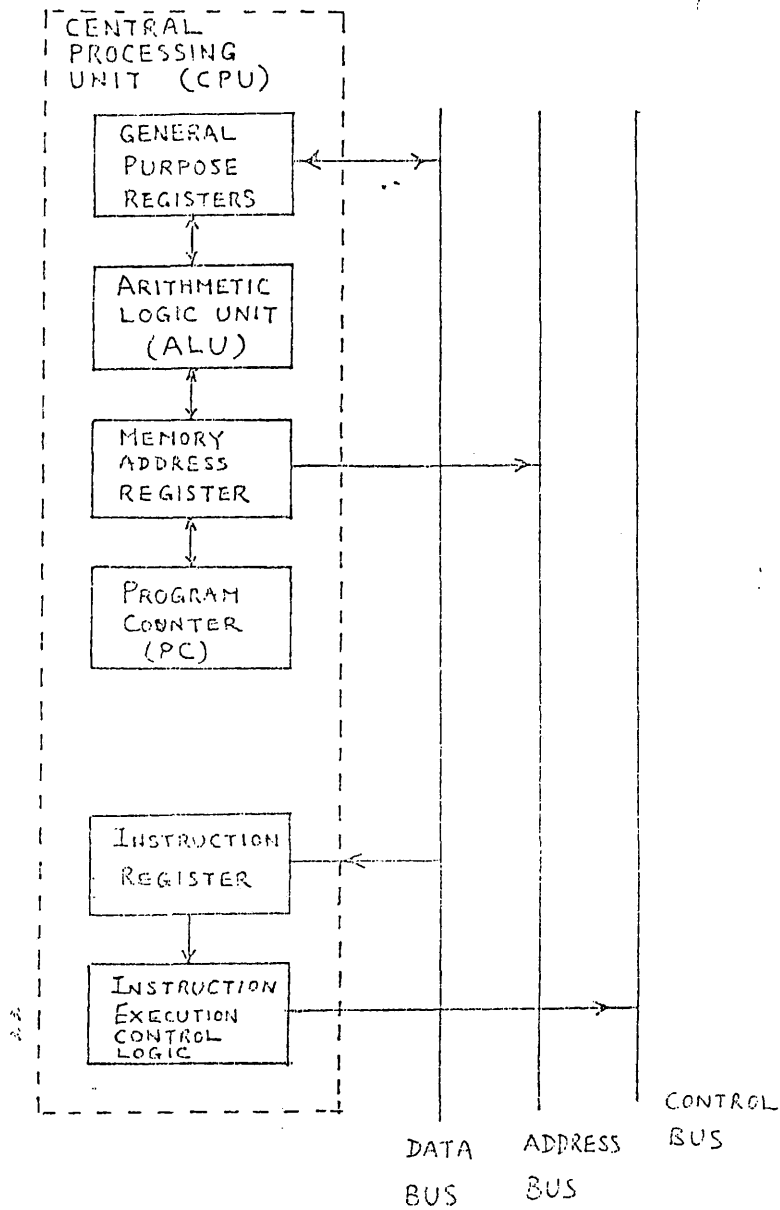 CENTRAL
PROCESSING
UNIT (CPU)
GENERAL
PURPOSE
REGISTERS
ARITHMETIC
LOGIC UNIT
(ALU)
MEMORY
ADDRESS
REGISTER
PROGRAM
COUNTER
(PC)
INSTRUCTION
REGISTER
INSTRUCTION
EXECUTION
CONTROL
LOGIC
DATA
BUS
ADDRESS
BUS
CONTROL
BUS